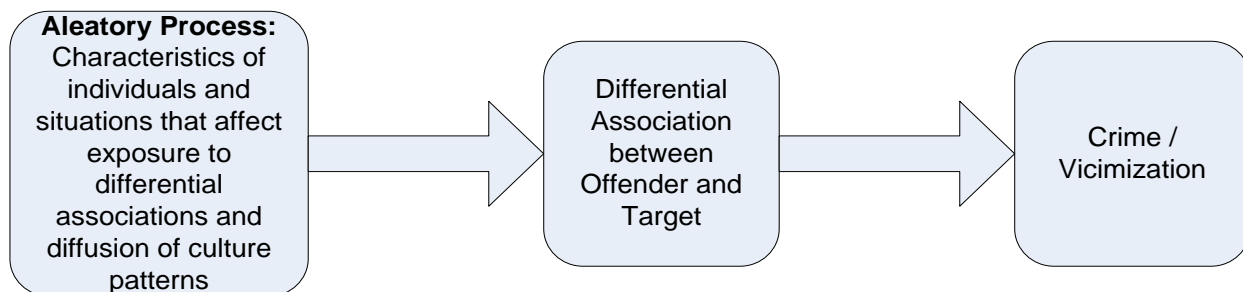 Aleatory Process:
Characteristics of
individuals and
situations that affect
exposure to
differential
associations and
diffusion of culture
patterns
Differential
Association
between
Offender and
Target
Crime /
Vicimization